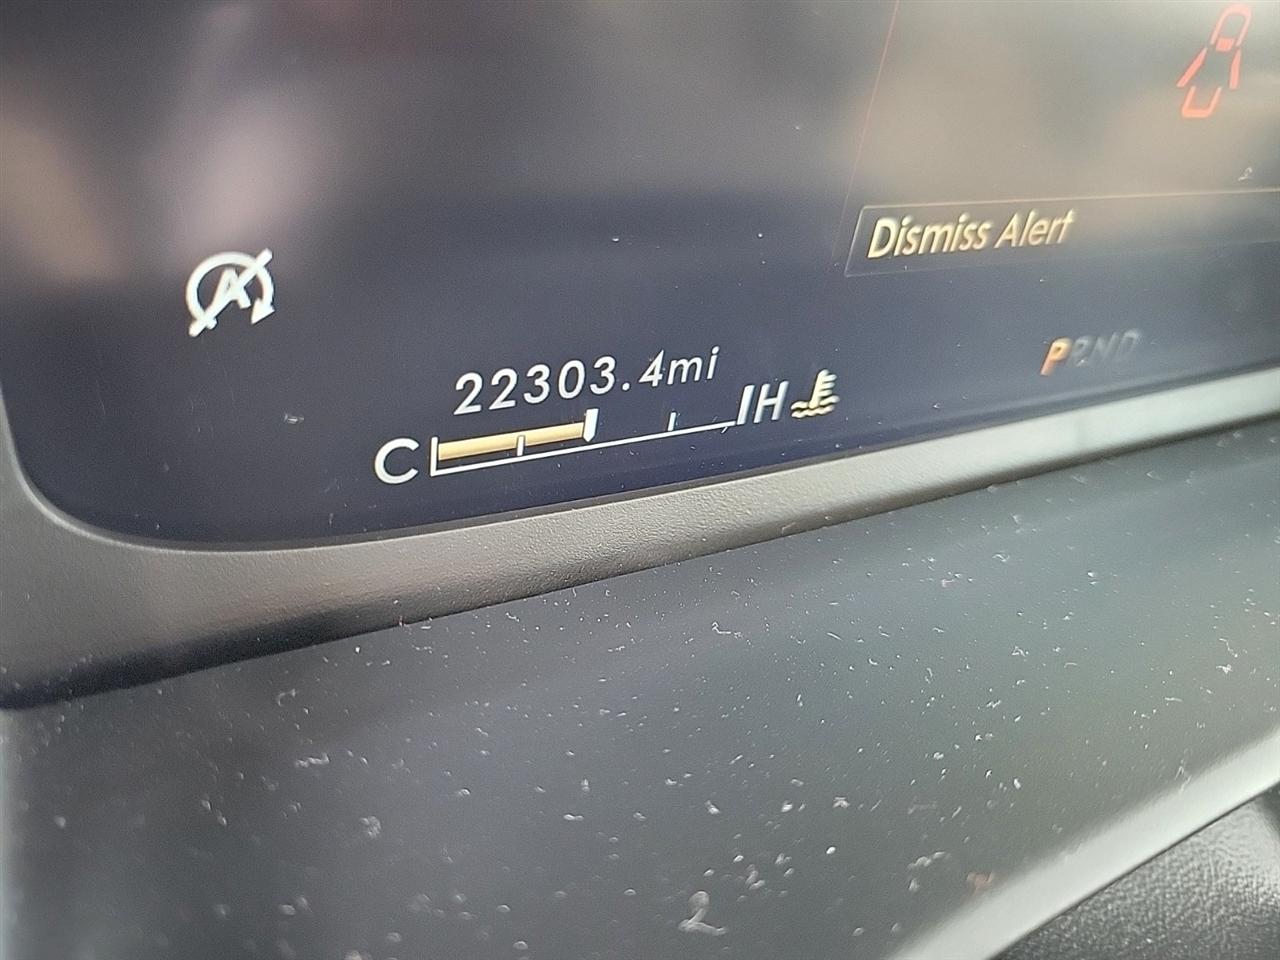 Dismiss Alert
PRND
22303.4mi
C H